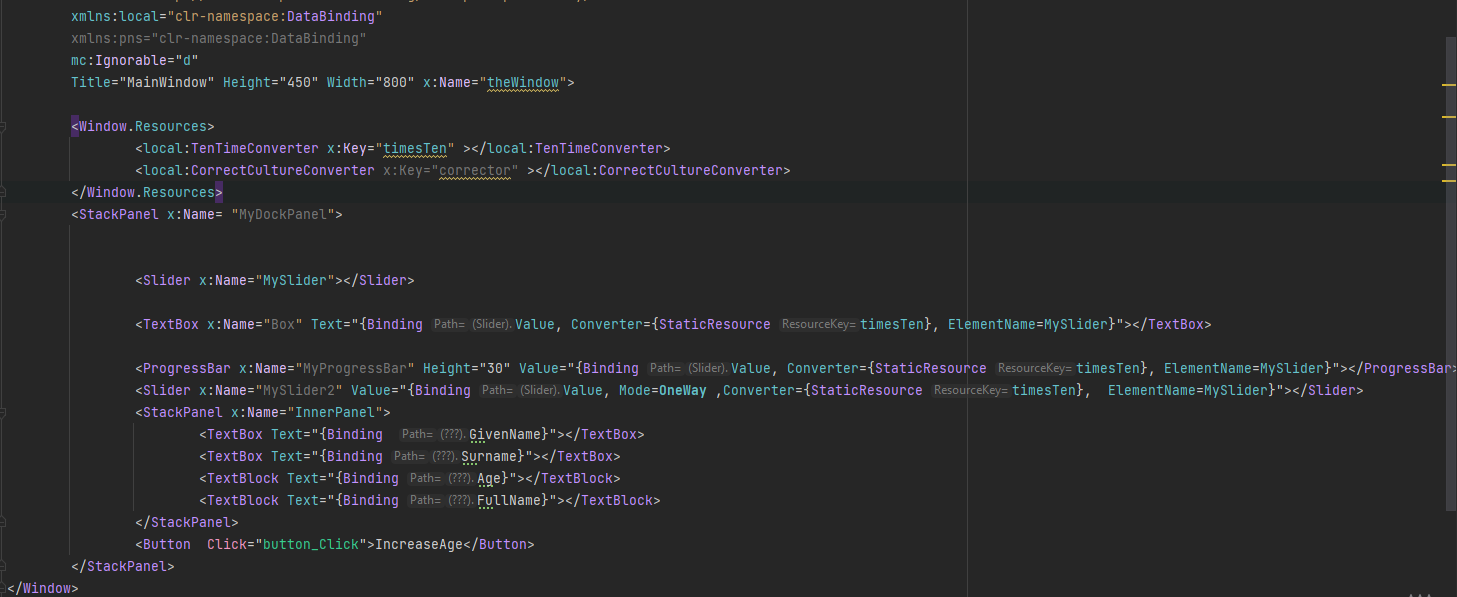 xmlns:local="clr-namespace:DataBinding"
xmlns:pns="clr-namespace:DataBinding"
mc:Ignorable="d"
Title="MainWindow" Height="450" Width="800" x:Name="theWindow">
<Window.Resources>
<local:TenTimeConverter x:Key="timesTen" ></local:TenTimeConverter>
<local:CorrectCultureConverter x:Key="corrector" ></local:CorrectCultureConverter>
</Window.Resources>
<StackPanel x:Name= "MyDockPanel">
<Slider x:Name="MySlider"></Slider>
<TextBox x:Name="Box" Text="{Binding Path= (Slider).Value, Converter={StaticResource ResourceKey=timesTen}, ElementName=MySlider}"></TextBox>
<ProgressBar x:Name="MyProgressBar" Height="30" Value="{Binding Path= (Slider).Value, Converter={StaticResource ResourceKey=timesTen}, ElementName=MySlider}"></ProgressBar>
<Slider x:Name="MySlider2" Value="{Binding Path= (Slider).Value, Mode=OneWay ,Converter={StaticResource ResourceKey=timesTen}, ElementName=MySlider}"></Slider>
<StackPanel x:Name="InnerPanel">
<TextBox Text="{Binding Path= (???).GivenName}"></TextBox>
<TextBox Text="{Binding Path= (???).Surname}"></TextBox>
<TextBlock Text="{Binding Path= (???).Age}"></TextBlock>
<TextBlock Text="{Binding Path= (???).FullName}"></TextBlock>
</StackPanel>
<Button Click="button_Click">IncreaseAge</Button>
</StackPanel>
</Window>